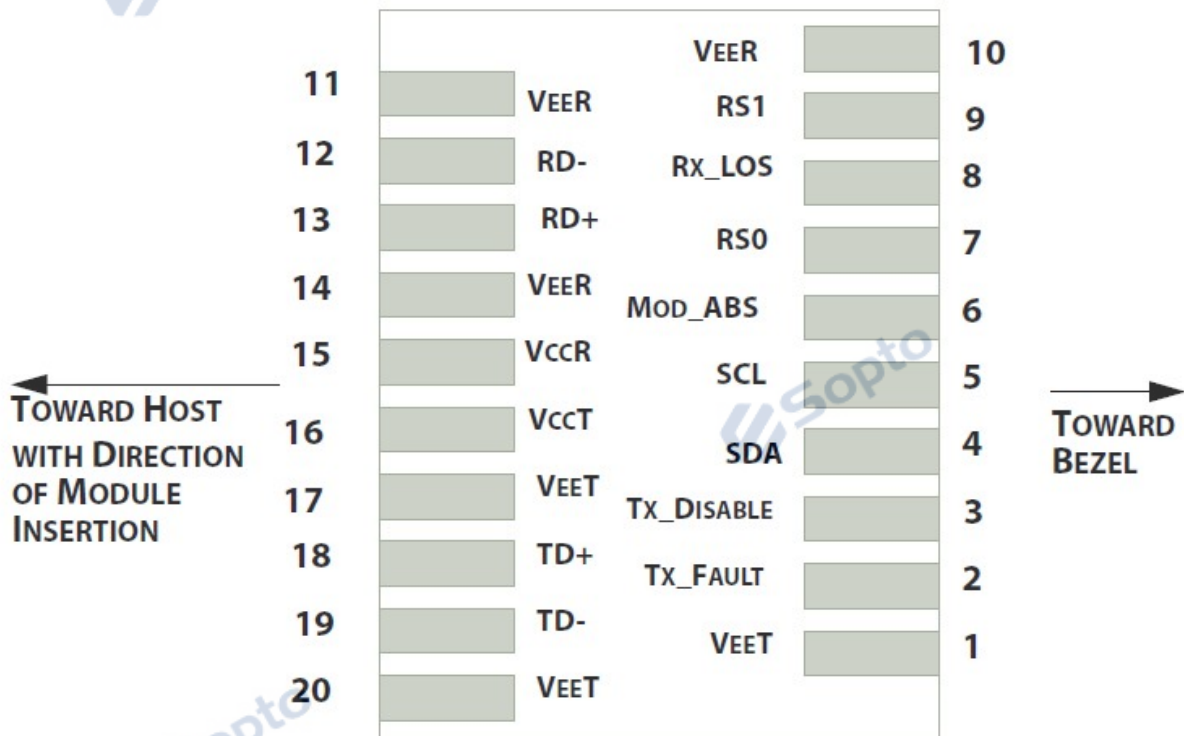 11 VEER
12 RD-
13 RD+
14 VEER
15 VCCR
16 VCCT
17 VEET
18 TD+
19 TD-
20 VEET
VEER 10
RS1 9
RX_LOS 8
RS0 7
MOD_ABS 6
SCL 5
SDA 4
TX_DISABLE 3
TX_FAULT 2
VEET 1
TOWARD HOST
WITH DIRECTION
OF MODULE
INSERTION
TOWARD
BEZEL
Sopto